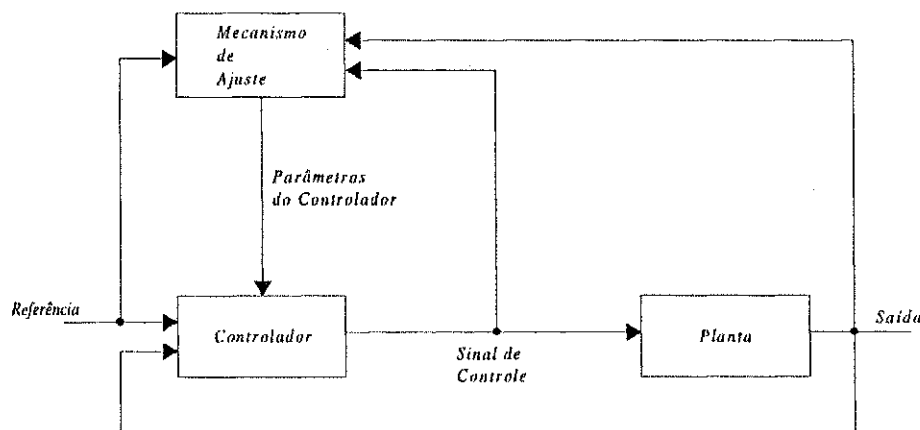 Mecanismo
de
Ajuste
Parâmetros
do Controlador
Referência
Controlador
Sinal de
Controle
Planta
Saída